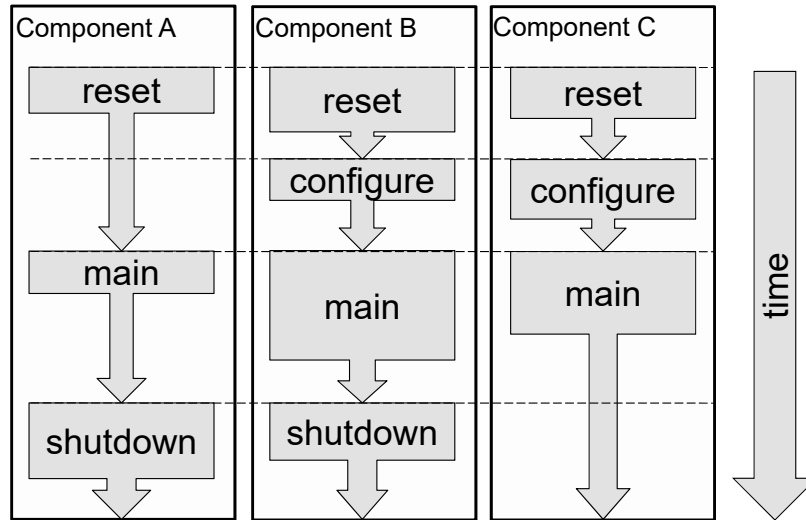 Component A
reset
main
shutdown
Component B
reset
configure
main
shutdown
Component C
reset
configure
main
time